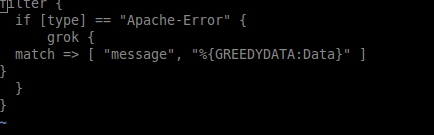 filter {
  if [type] == "Apache-Error" {
      grok {
  match => [ "message", "%{GREEDYDATA:Data}" ]
}
  }
}
~